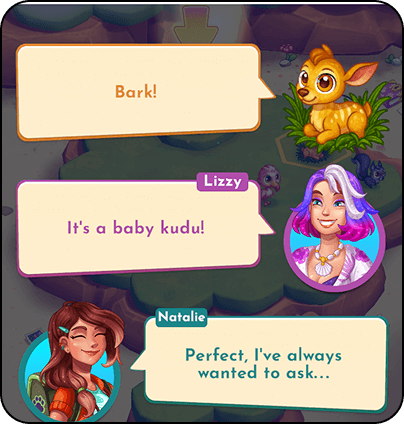 Bark!
Lizzy
It's a baby kudu!
Natalie
Perfect, I've always
wanted to ask...